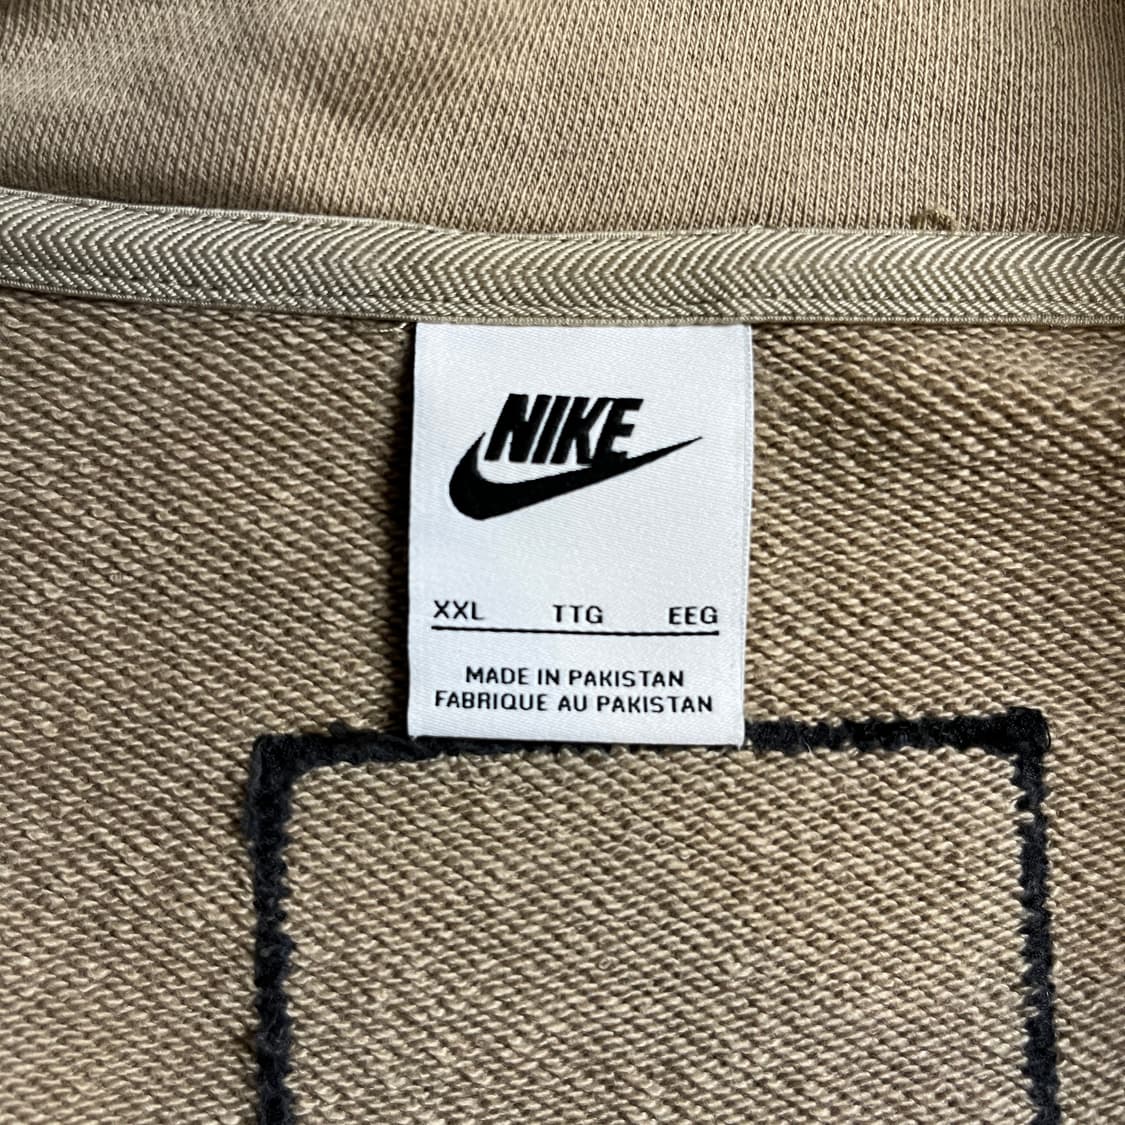 NIKE
XXL TTG EEG
MADE IN PAKISTAN
FABRIQUE AU PAKISTAN